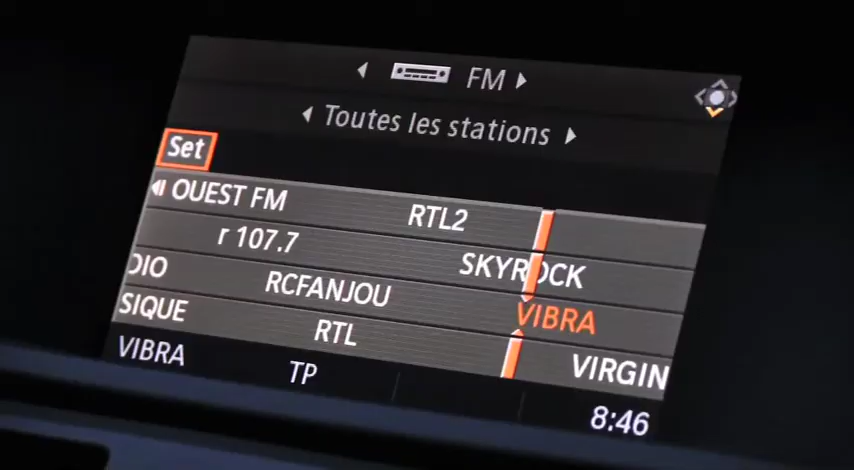 FM
Toutes les stations
Set
OUEST FM RTL2
r 107.7 SKYROCK
DIO RCFANJOU VIBRA
SIQUE RTL VIRGIN
VIBRA TP 8:46